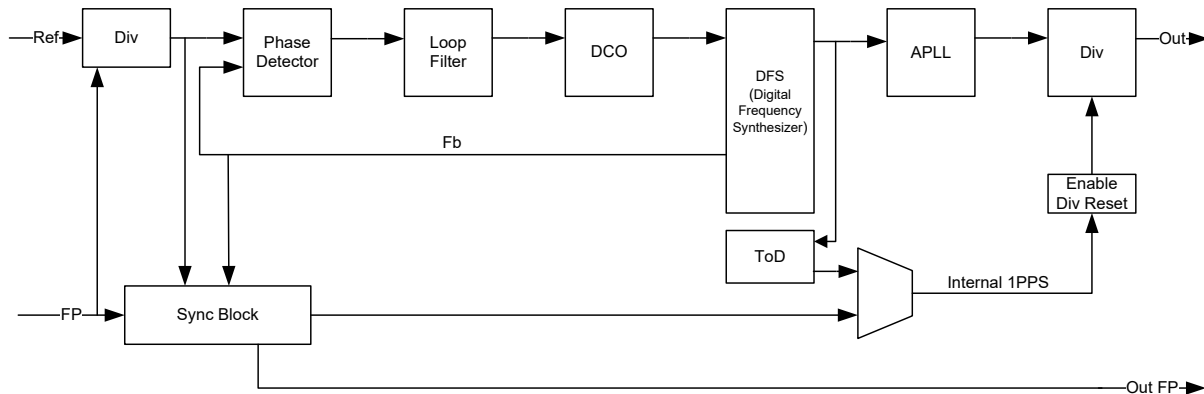 Ref
Div
Phase
Detector
Loop
Filter
DCO
DFS
(Digital
Frequency
Synthesizer)
APLL
Div
Out
Fb
Enable
Div Reset
ToD
Internal 1PPS
FP
Sync Block
Out FP